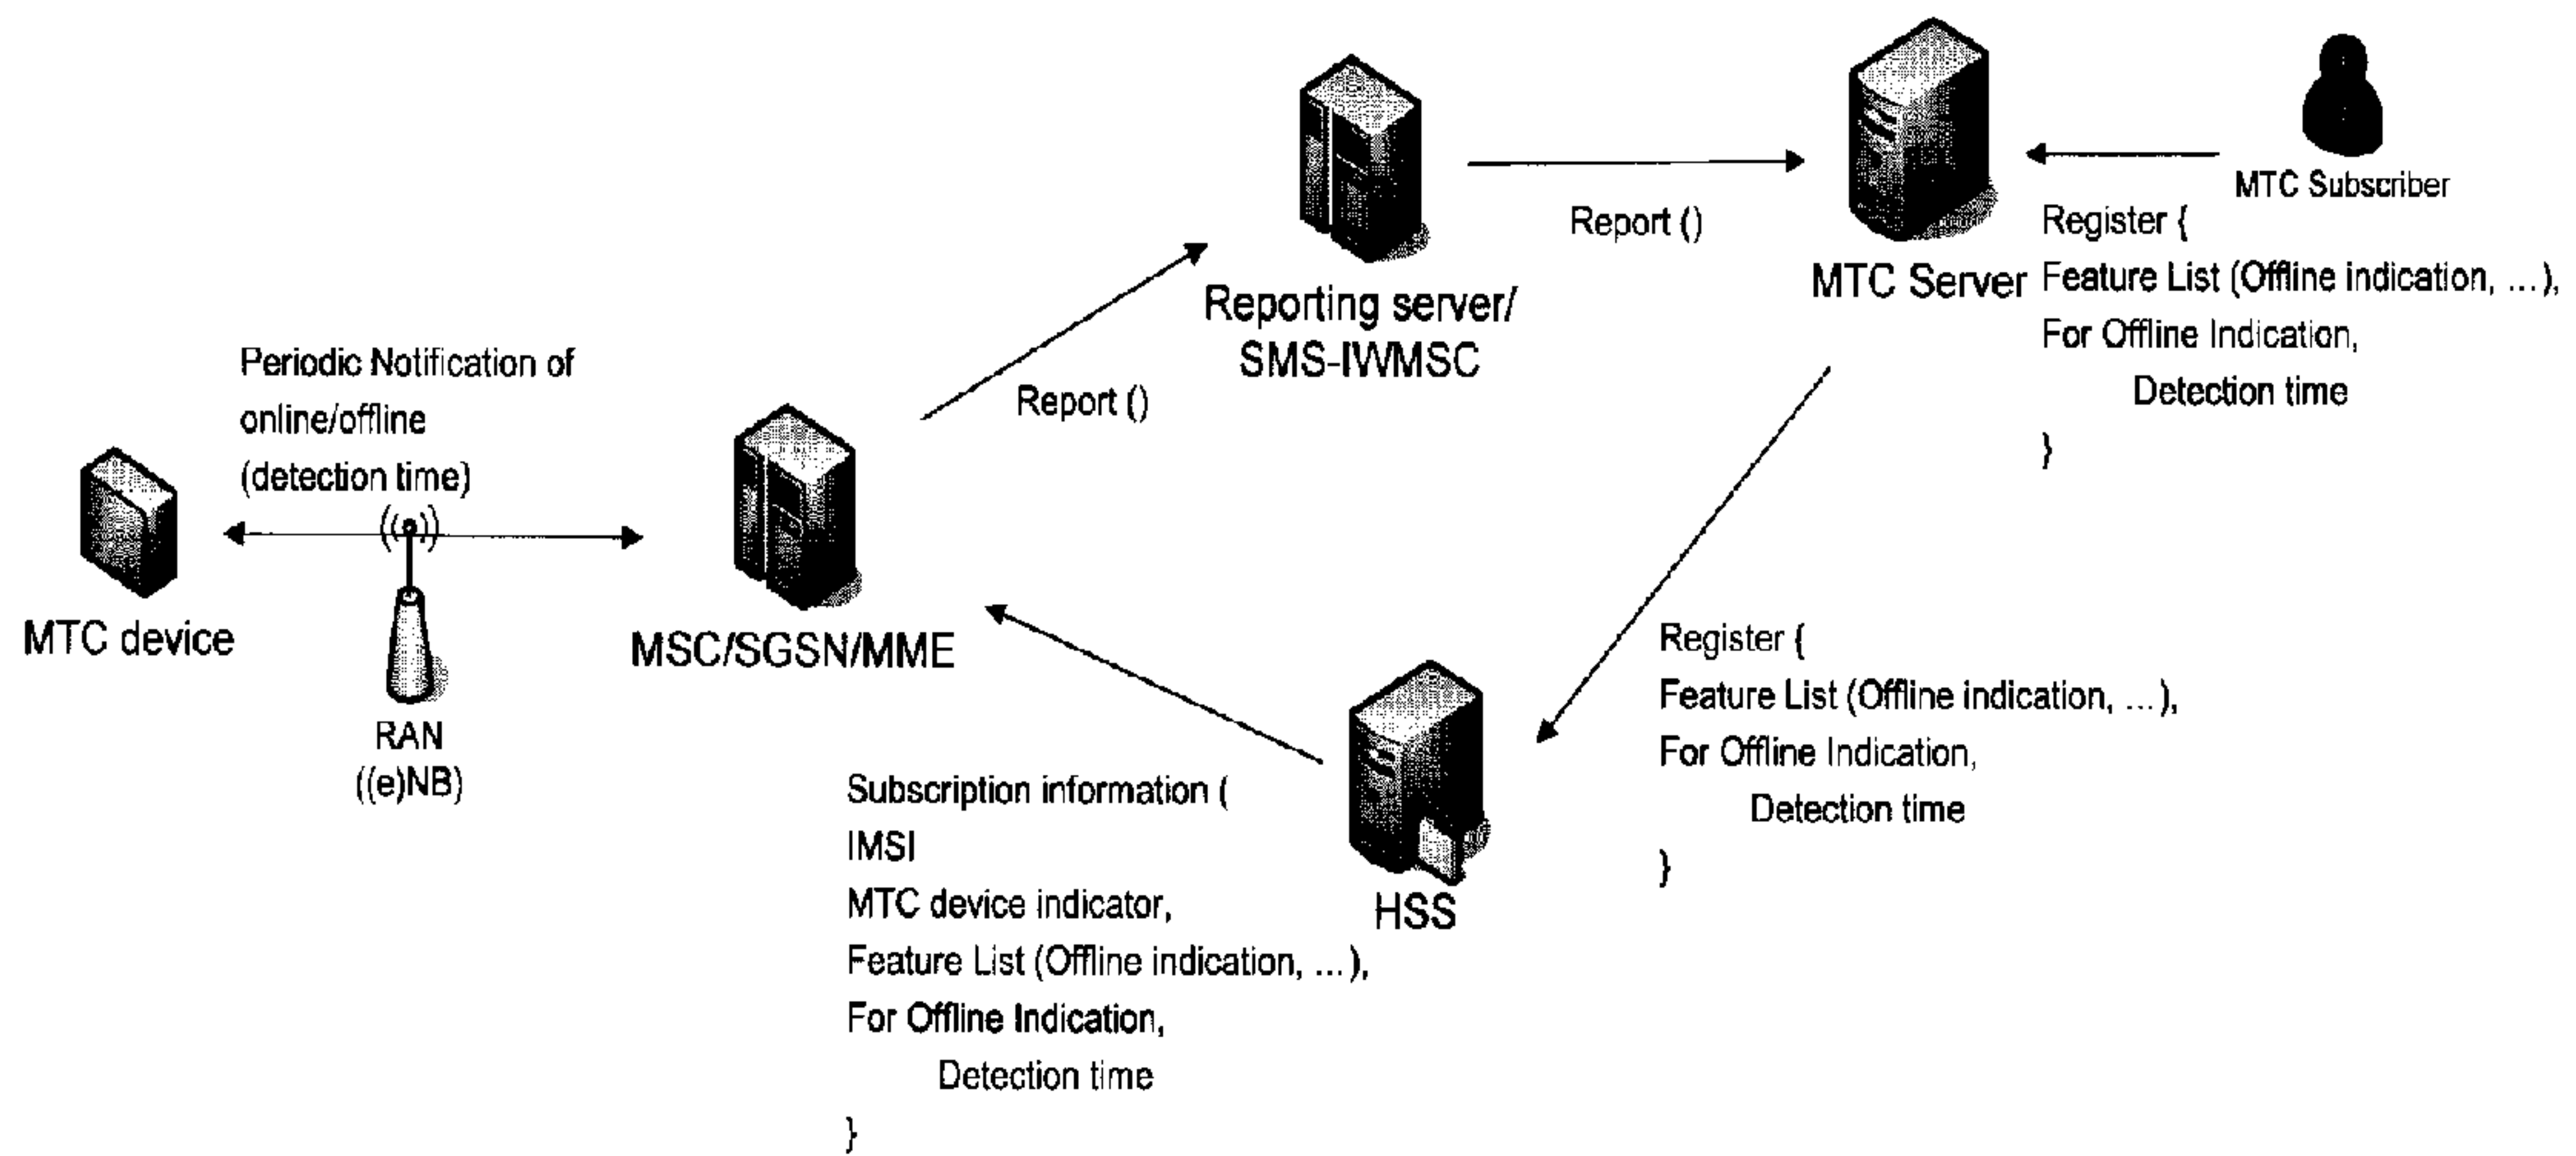 MTC Subscriber
Register {
Feature List (Offline indication, ...),
For Offline Indication,
Detection time
}
MTC Server
Report ()
Reporting server/
SMS-IWMSC
Report ()
Periodic Notification of
online/offline
(detection time)
MTC device
RAN
((e)NB)
MSC/SGSN/MME
Register {
Feature List (Offline indication, ...),
For Offline Indication,
Detection time
}
HSS
Subscription information (
IMSI
MTC device indicator,
Feature List (Offline indication, ...),
For Offline Indication,
Detection time
}